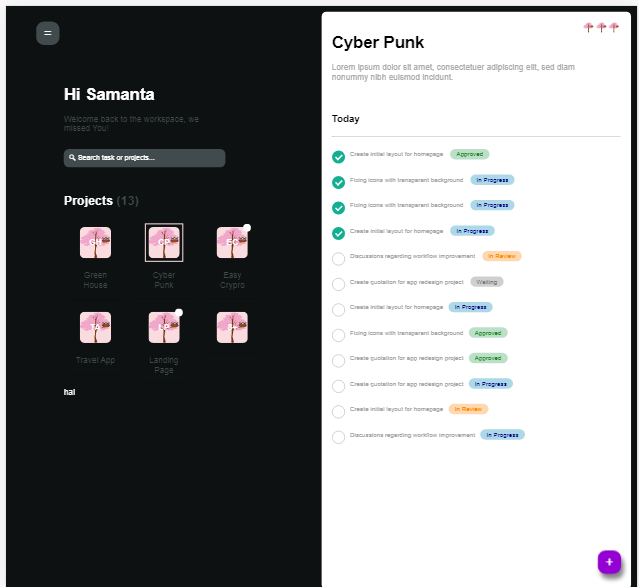 =
Hi Samanta
Welcome back to the workspace, we
missed You!
Search task or projects...
Projects (13)
GH
CP
EC
Green
House
Cyber
Punk
Easy
Crypro
TA
LP
Travel App
Landing
Page
hai
Cyber Punk
Lorem ipsum dolor sit amet, consectetuer adipiscing elit, sed diam
nonummy nibh euismod incidunt.
Today
Create initial layout for homepage Approved
Fixing icons with transparent background In Progress
Fixing icons with transparent background In Progress
Create initial layout for homepage In Progress
Discussions regarding workflow improvement In Review
Create quotation for app redesign project Waiting
Create initial layout for homepage In Progress
Fixing icons with transparent background Approved
Create quotation for app redesign project Approved
Create quotation for app redesign project In Progress
Create initial layout for homepage In Review
Discussions regarding workflow improvement In Progress
+